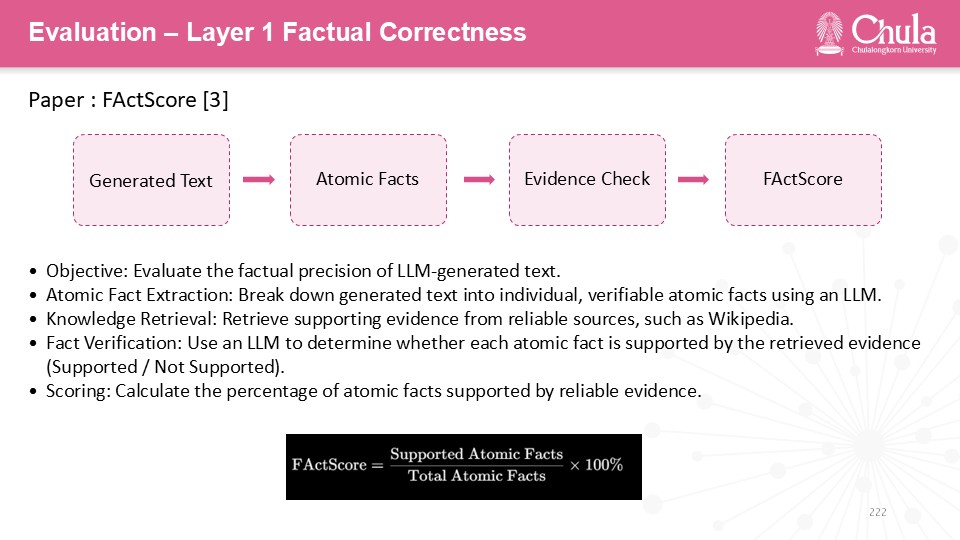 Evaluation – Layer 1 Factual Correctness
Chula
Chulalongkorn University
Paper : FActScore [3]
Generated Text
Atomic Facts
Evidence Check
FActScore
• Objective: Evaluate the factual precision of LLM-generated text.
• Atomic Fact Extraction: Break down generated text into individual, verifiable atomic facts using an LLM.
• Knowledge Retrieval: Retrieve supporting evidence from reliable sources, such as Wikipedia.
• Fact Verification: Use an LLM to determine whether each atomic fact is supported by the retrieved evidence
(Supported / Not Supported).
• Scoring: Calculate the percentage of atomic facts supported by reliable evidence.
FActScore = Supported Atomic Facts / Total Atomic Facts × 100%
222